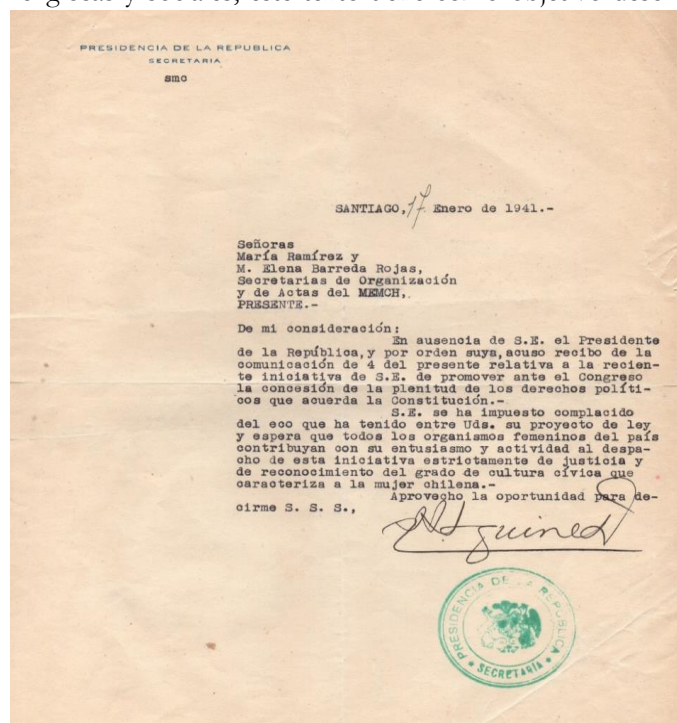 PRESIDENCIA DE LA REPUBLICA
SECRETARIA
smc
SANTIAGO, 17 Enero de 1941.-
Señoras
María Ramírez y
M. Elena Barreda Rojas,
Secretarias de Organización
y de Actas del MEMCH,
PRESENTE.-
De mi consideración:
En ausencia de S.E. el Presidente
de la República, y por orden suya, acuso recibo de la
comunicación de 4 del presente relativa a la recien-
te iniciativa de S.E. de promover ante el Congreso
la concesión de la plenitud de los derechos políti-
cos que acuerda la Constitución.-
S.E. se ha impuesto complacido
del eco que ha tenido entre Uds. su proyecto de ley
y espera que todos los organismos femeninos del país
contribuyan con su entusiasmo y actividad al despa-
cho de esta iniciativa estrictamente de justicia y
de reconocimiento del grado de cultura cívica que
caracteriza a la mujer chilena.-
Aprovecho la oportunidad para de-
cirme S. S. S.,
PRESIDENCIA DE LA REPUBLICA
* SECRETARIA *